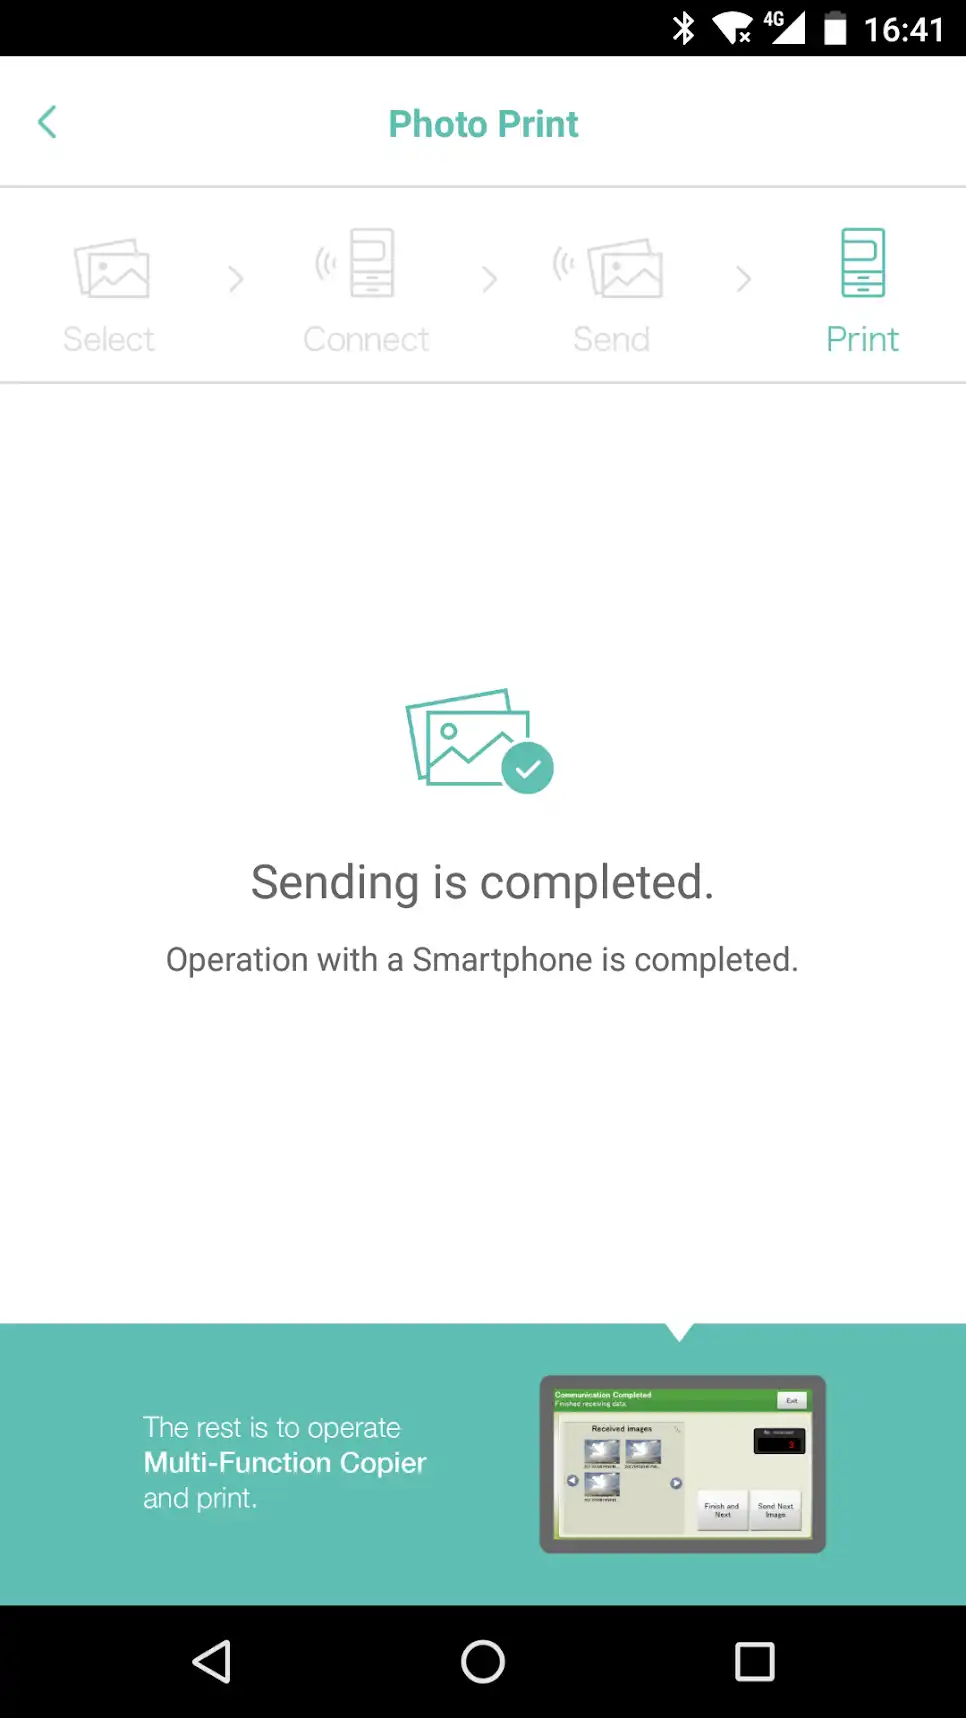 4G 16:41
Photo Print
Select
Connect
Send
Print
Sending is completed.
Operation with a Smartphone is completed.
The rest is to operate
Multi-Function Copier
and print.
Communication Completed
Finished receiving data.
Exit
Received images
3
Finish and
Next
Send Next
Image